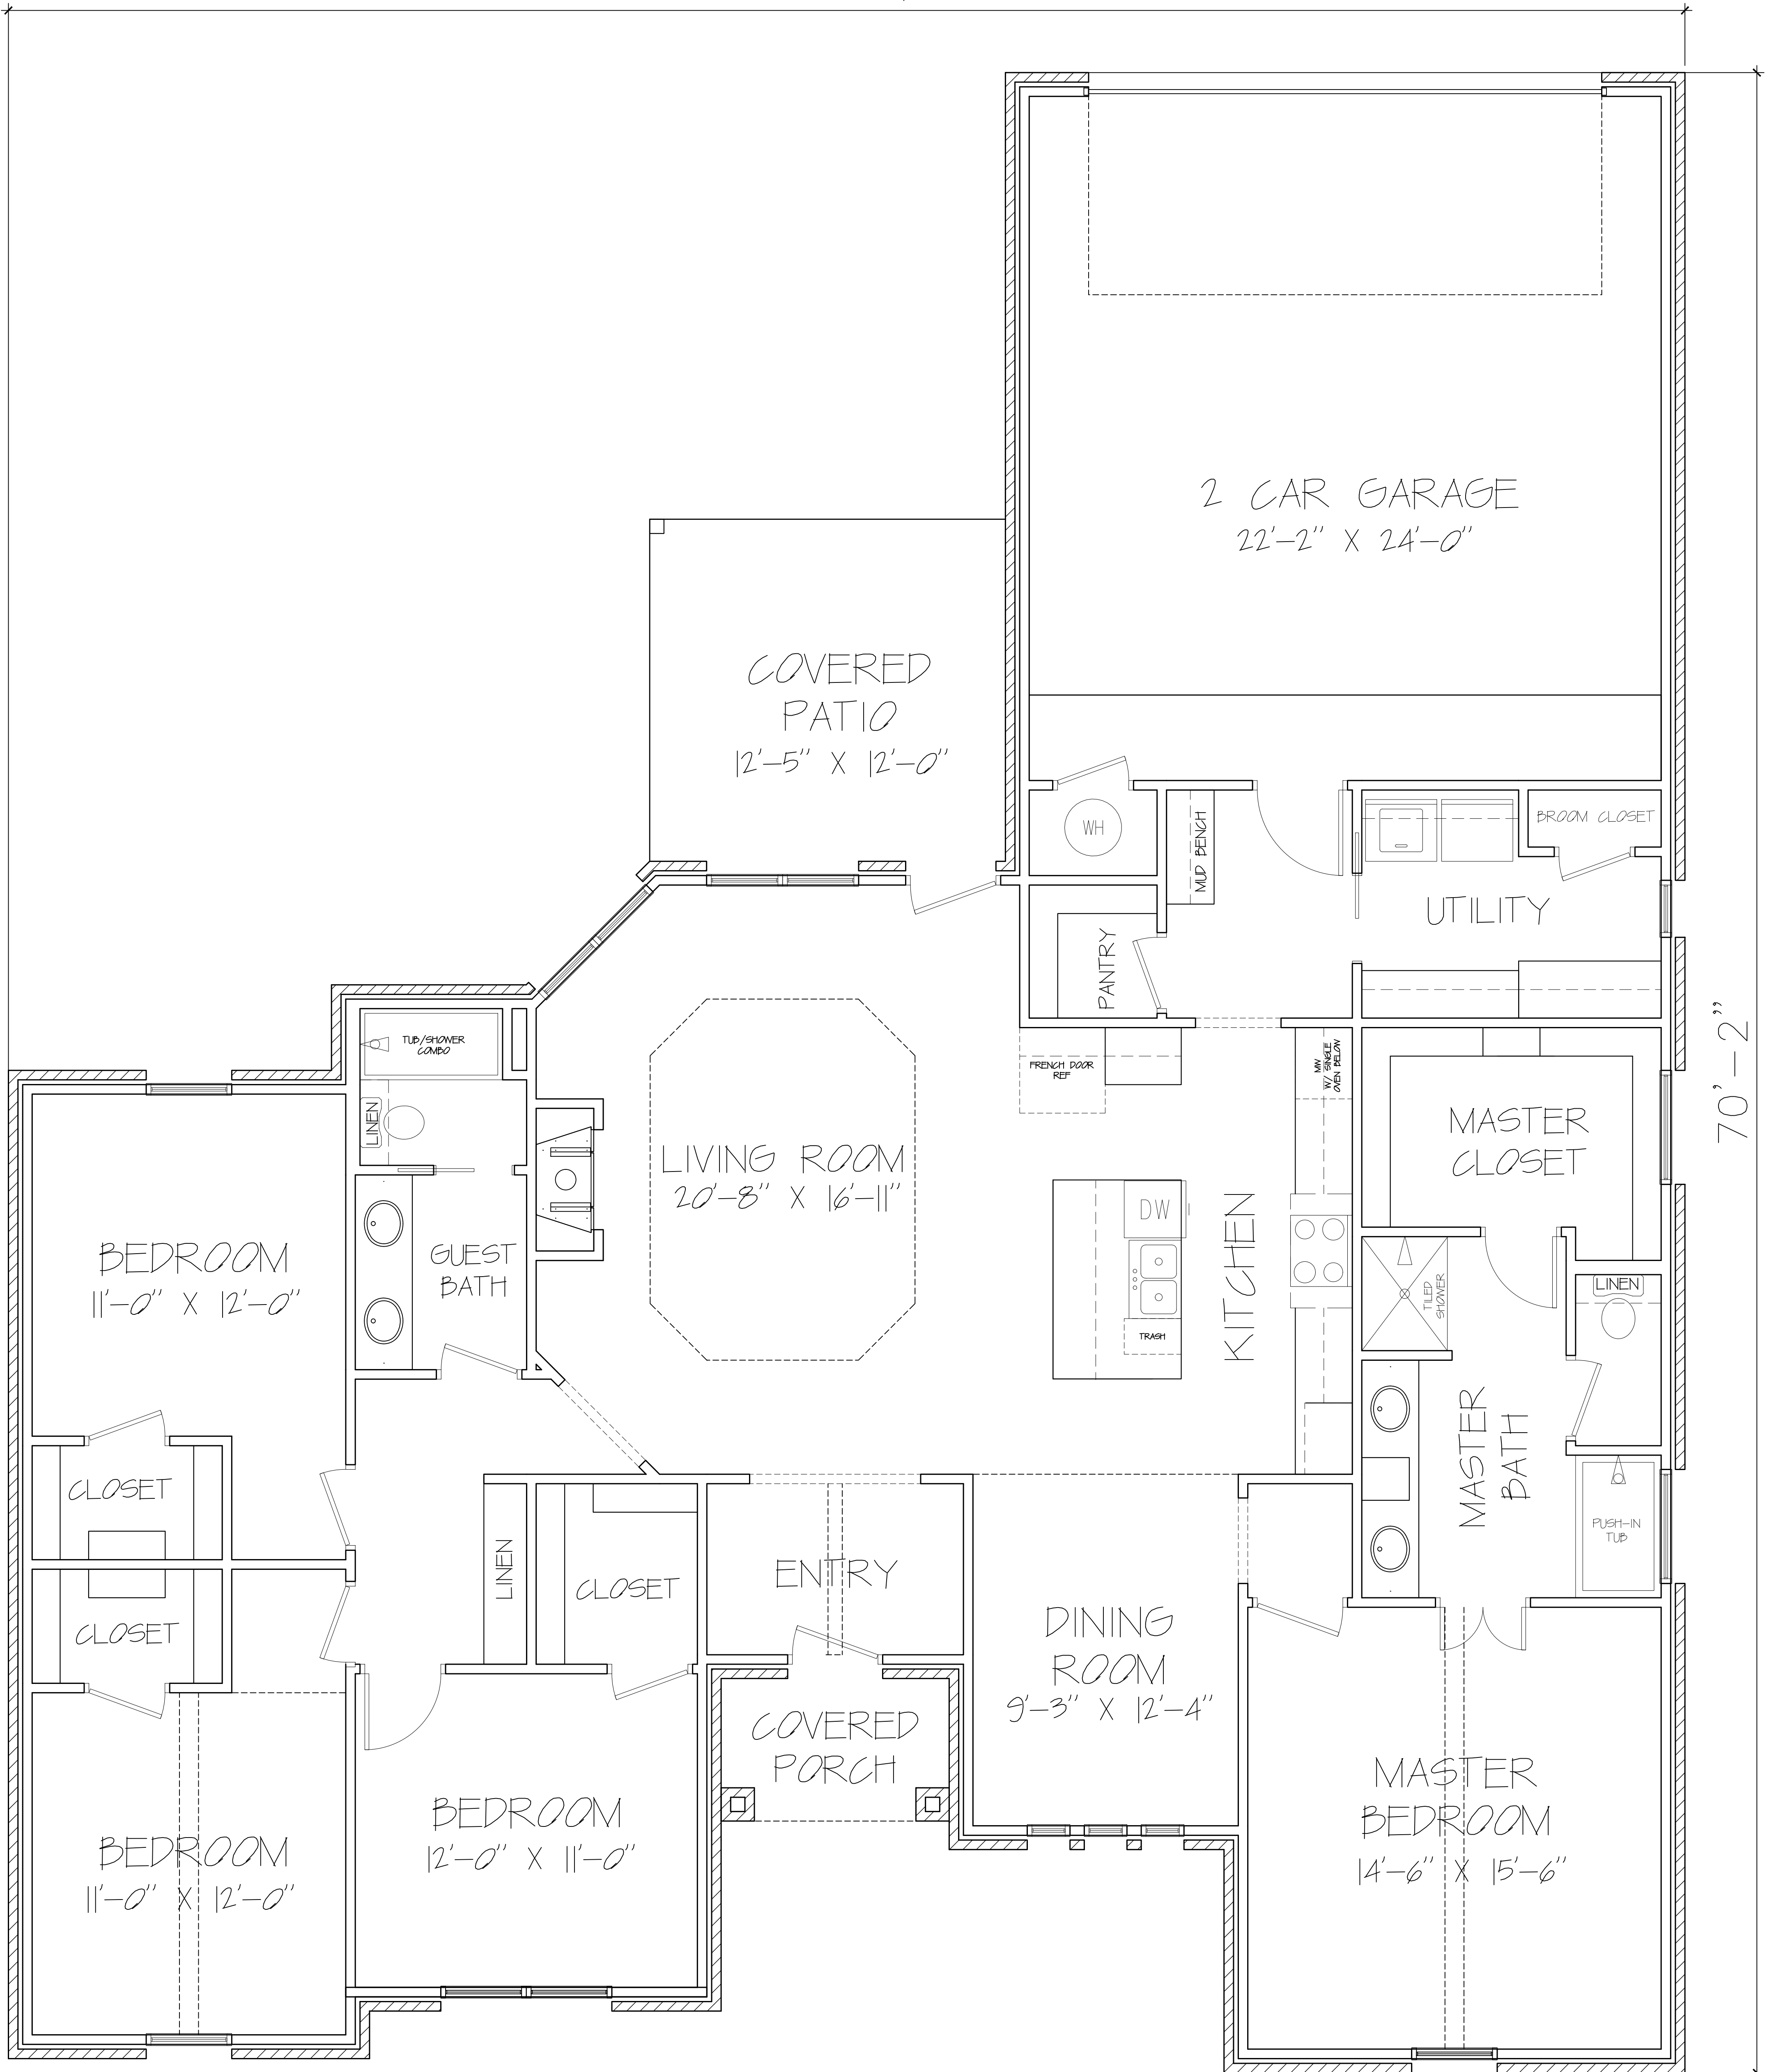 2 CAR GARAGE
22'-2" X 24'-0"
COVERED
PATIO
12'-5" X 12'-0"
WH
MUD BENCH
BROOM CLOSET
UTILITY
PANTRY
70'-2"
TUB/SHOWER
COMBO
LINEN
FRENCH DOOR
REF
MW
W/ SINGLE
OVEN BELOW
MASTER
CLOSET
LIVING ROOM
20'-8" X 16'-11"
DW
KITCHEN
TRASH
BEDROOM
11'-0" X 12'-0"
GUEST
BATH
TILED
SHOWER
LINEN
MASTER
BATH
CLOSET
PUSH-IN
TUB
LINEN
CLOSET
ENTRY
CLOSET
DINING
ROOM
9'-3" X 12'-4"
COVERED
PORCH
MASTER
BEDROOM
14'-6" X 15'-6"
BEDROOM
12'-0" X 11'-0"
BEDROOM
11'-0" X 12'-0"